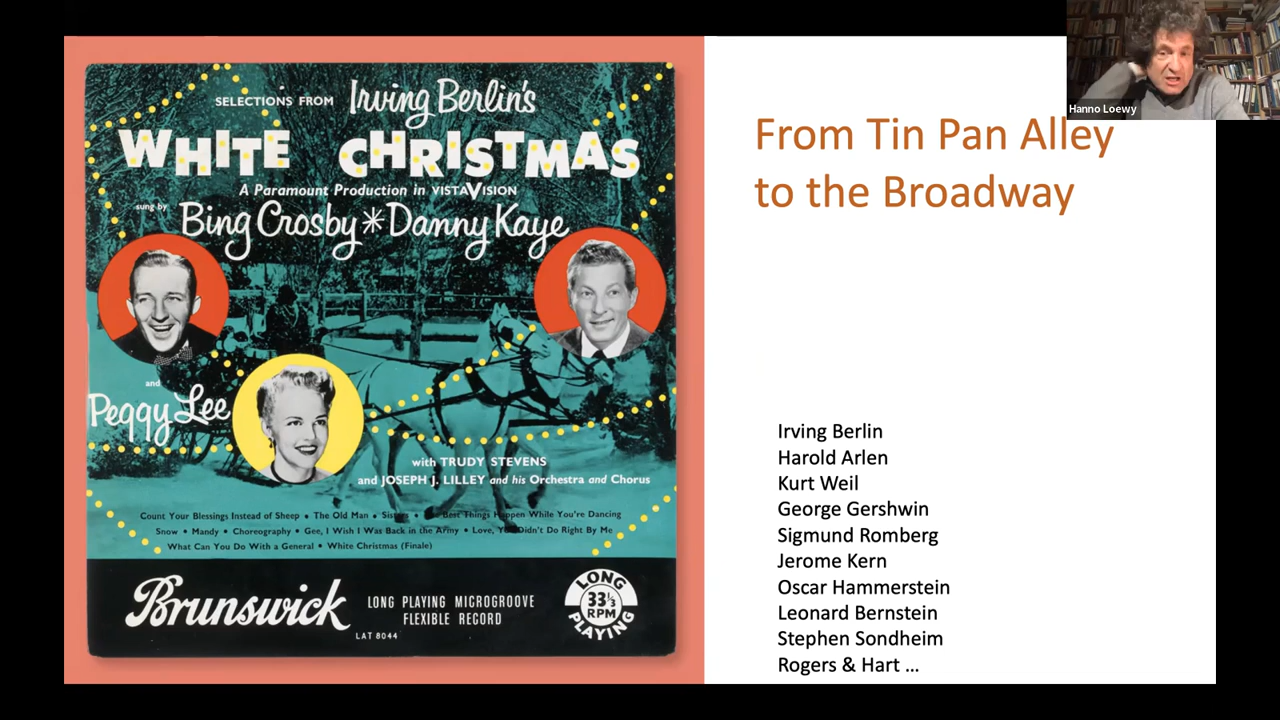 SELECTIONS FROM Irving Berlin's
WHITE CHRISTMAS
A Paramount Production in VISTAVISION
sung by
Bing Crosby * Danny Kaye
and
Peggy Lee
with TRUDY STEVENS
and JOSEPH J. LILLEY and his Orchestra and Chorus
Count Your Blessings Instead of Sheep • The Old Man • Best Things Happen While You're Dancing
Snow • Mandy • Choreography • Gee, I Wish I Was Back in the Army • Love, You Didn't Do Right By Me
What Can You Do With a General • White Christmas (Finale)
Brunswick
LONG PLAYING MICROGROOVE
FLEXIBLE RECORD
LAT 8044
LONG
33⅓
RPM
PLAYING
Hanno Loewy
From Tin Pan Alley
to the Broadway
Irving Berlin
Harold Arlen
Kurt Weil
George Gershwin
Sigmund Romberg
Jerome Kern
Oscar Hammerstein
Leonard Bernstein
Stephen Sondheim
Rogers & Hart ...